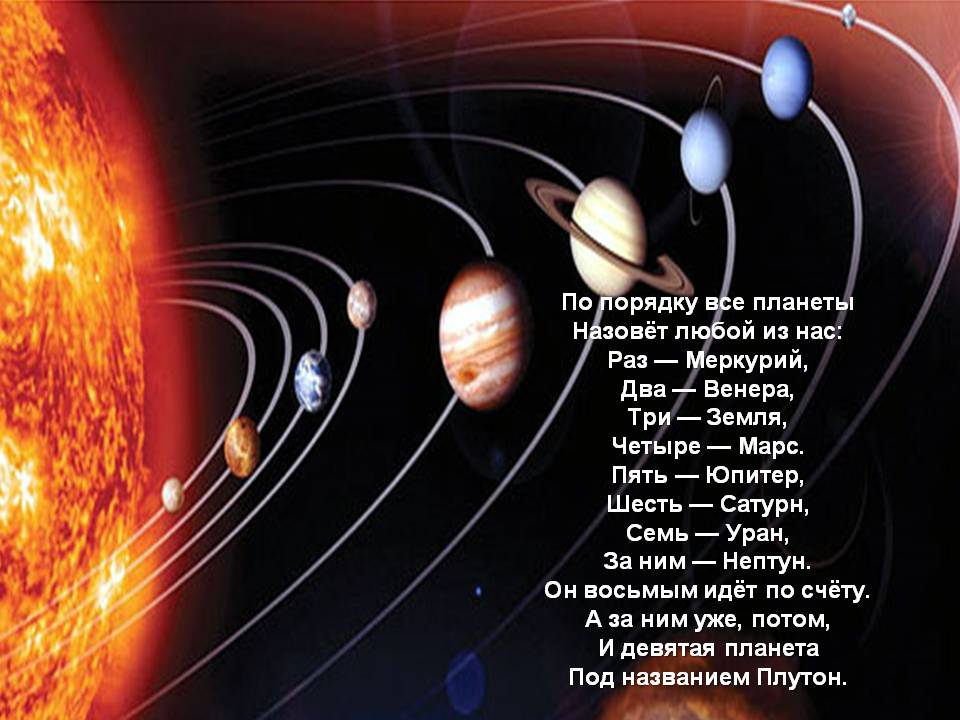 По порядку все планеты
Назовёт любой из нас:
Раз — Меркурий,
Два — Венера,
Три — Земля,
Четыре — Марс.
Пять — Юпитер,
Шесть — Сатурн,
Семь — Уран,
За ним — Нептун.
Он восьмым идёт по счёту.
А за ним уже, потом,
И девятая планета
Под названием Плутон.